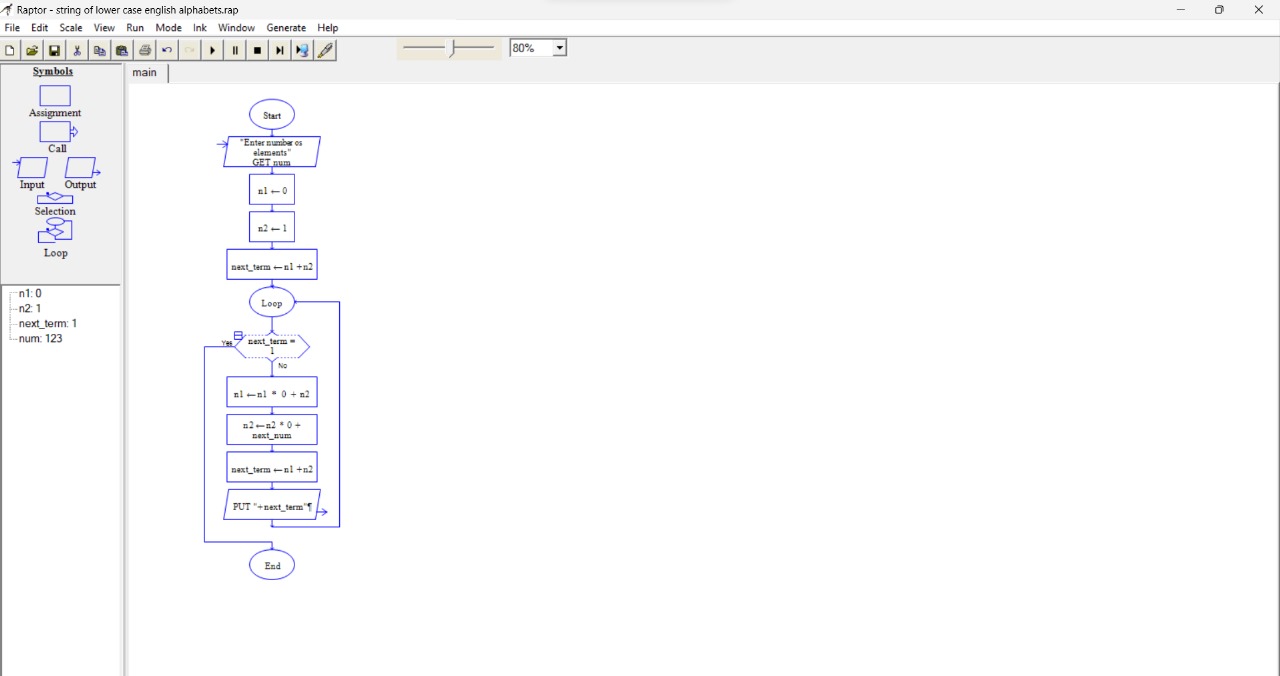 Raptor - string of lower case english alphabets.rap
File Edit Scale View Run Mode Ink Window Generate Help
80%
Symbols
Assignment
Call
Input Output
Selection
Loop
n1: 0
n2: 1
next_term: 1
num: 123
main
Start
"Enter number os
elements"
GET num
n1 ← 0
n2 ← 1
next_term ← n1 +n2
Loop
Yes
next_term =
1
No
n1 ← n1 * 0 + n2
n2 ← n2 * 0 +
next_num
next_term ← n1 +n2
PUT "+next_term"¶
End